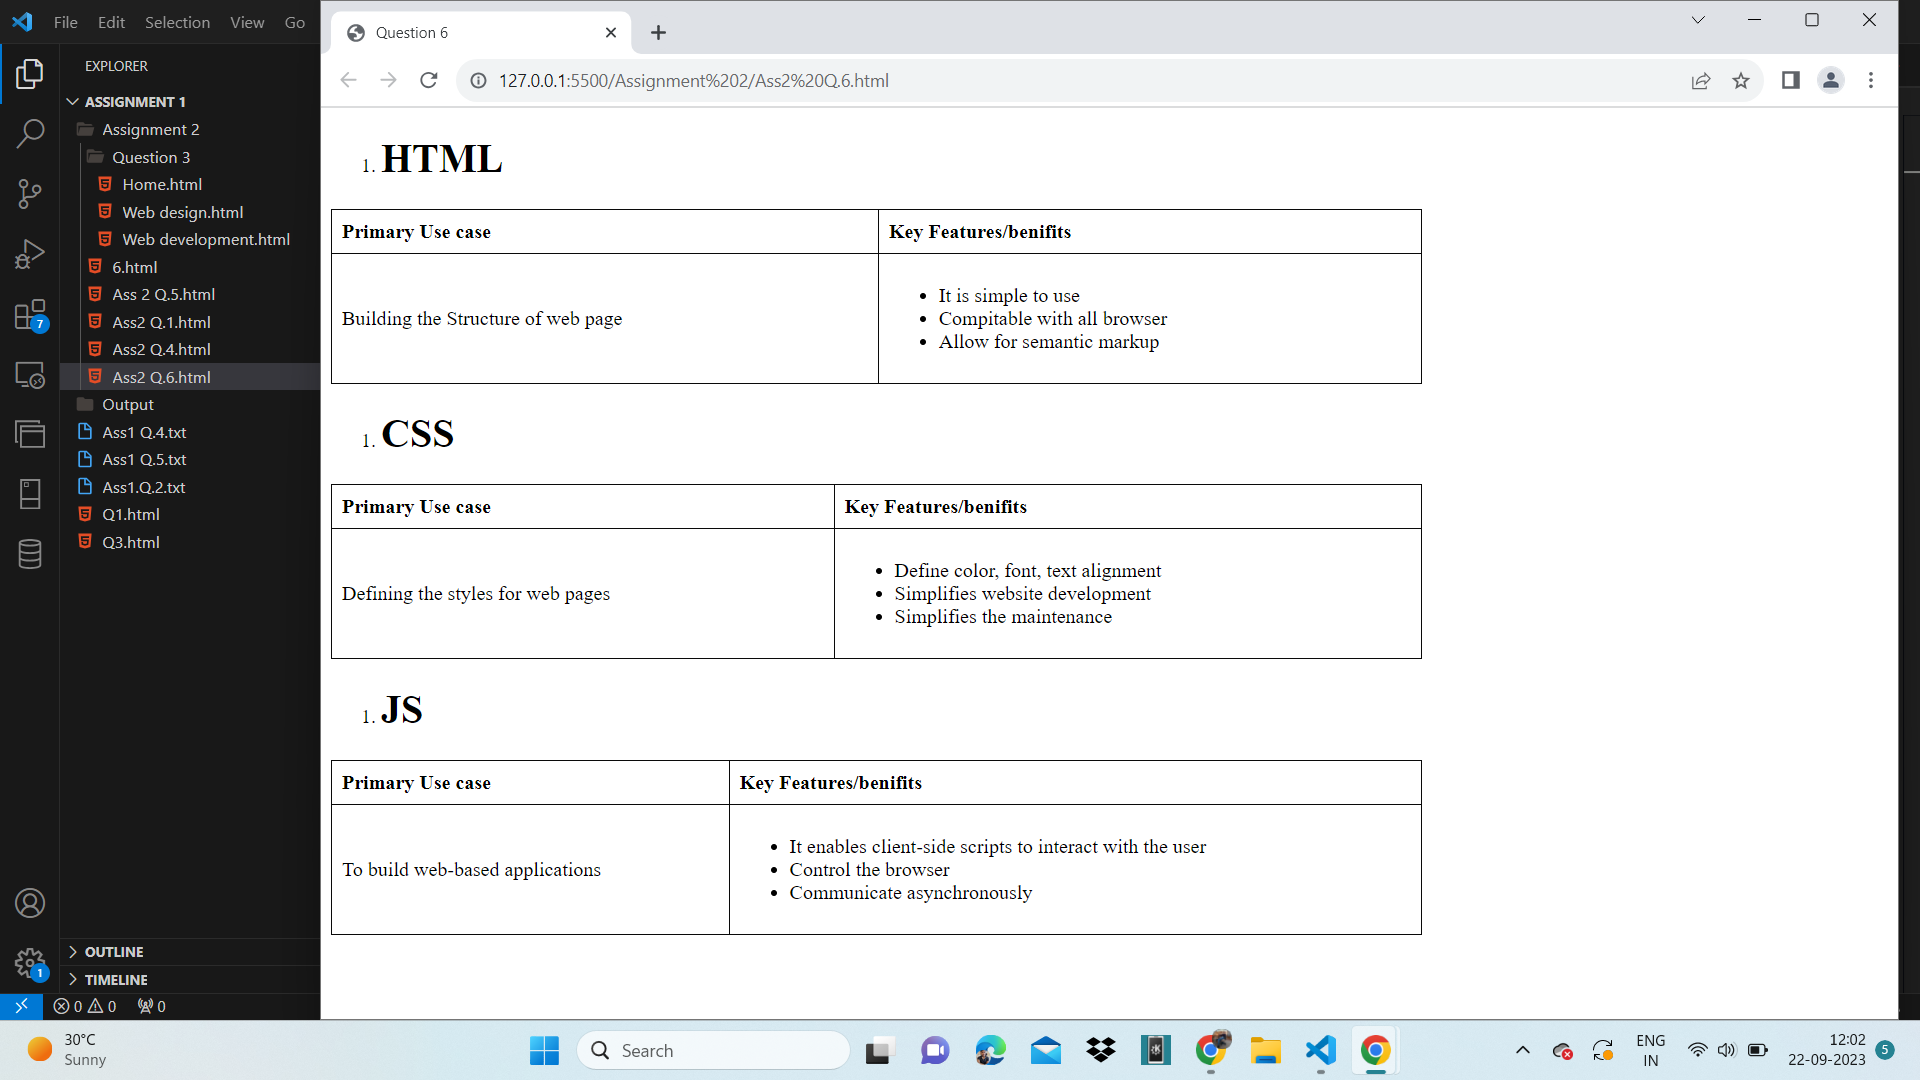 File Edit Selection View Go
EXPLORER
ASSIGNMENT 1
Assignment 2
Question 3
Home.html
Web design.html
Web development.html
6.html
Ass 2 Q.5.html
Ass2 Q.1.html
Ass2 Q.4.html
Ass2 Q.6.html
Output
Ass1 Q.4.txt
Ass1 Q.5.txt
Ass1.Q.2.txt
Q1.html
Q3.html
7
OUTLINE
TIMELINE
1
0 0 0
Question 6
127.0.0.1:5500/Assignment%202/Ass2%20Q.6.html
1. HTML
Primary Use case Key Features/benifits
Building the Structure of web page
• It is simple to use
• Compitable with all browser
• Allow for semantic markup
1. CSS
Primary Use case Key Features/benifits
Defining the styles for web pages
• Define color, font, text alignment
• Simplifies website development
• Simplifies the maintenance
1. JS
Primary Use case Key Features/benifits
To build web-based applications
• It enables client-side scripts to interact with the user
• Control the browser
• Communicate asynchronously
30°C
Sunny
Search
ENG
IN
12:02
22-09-2023
5